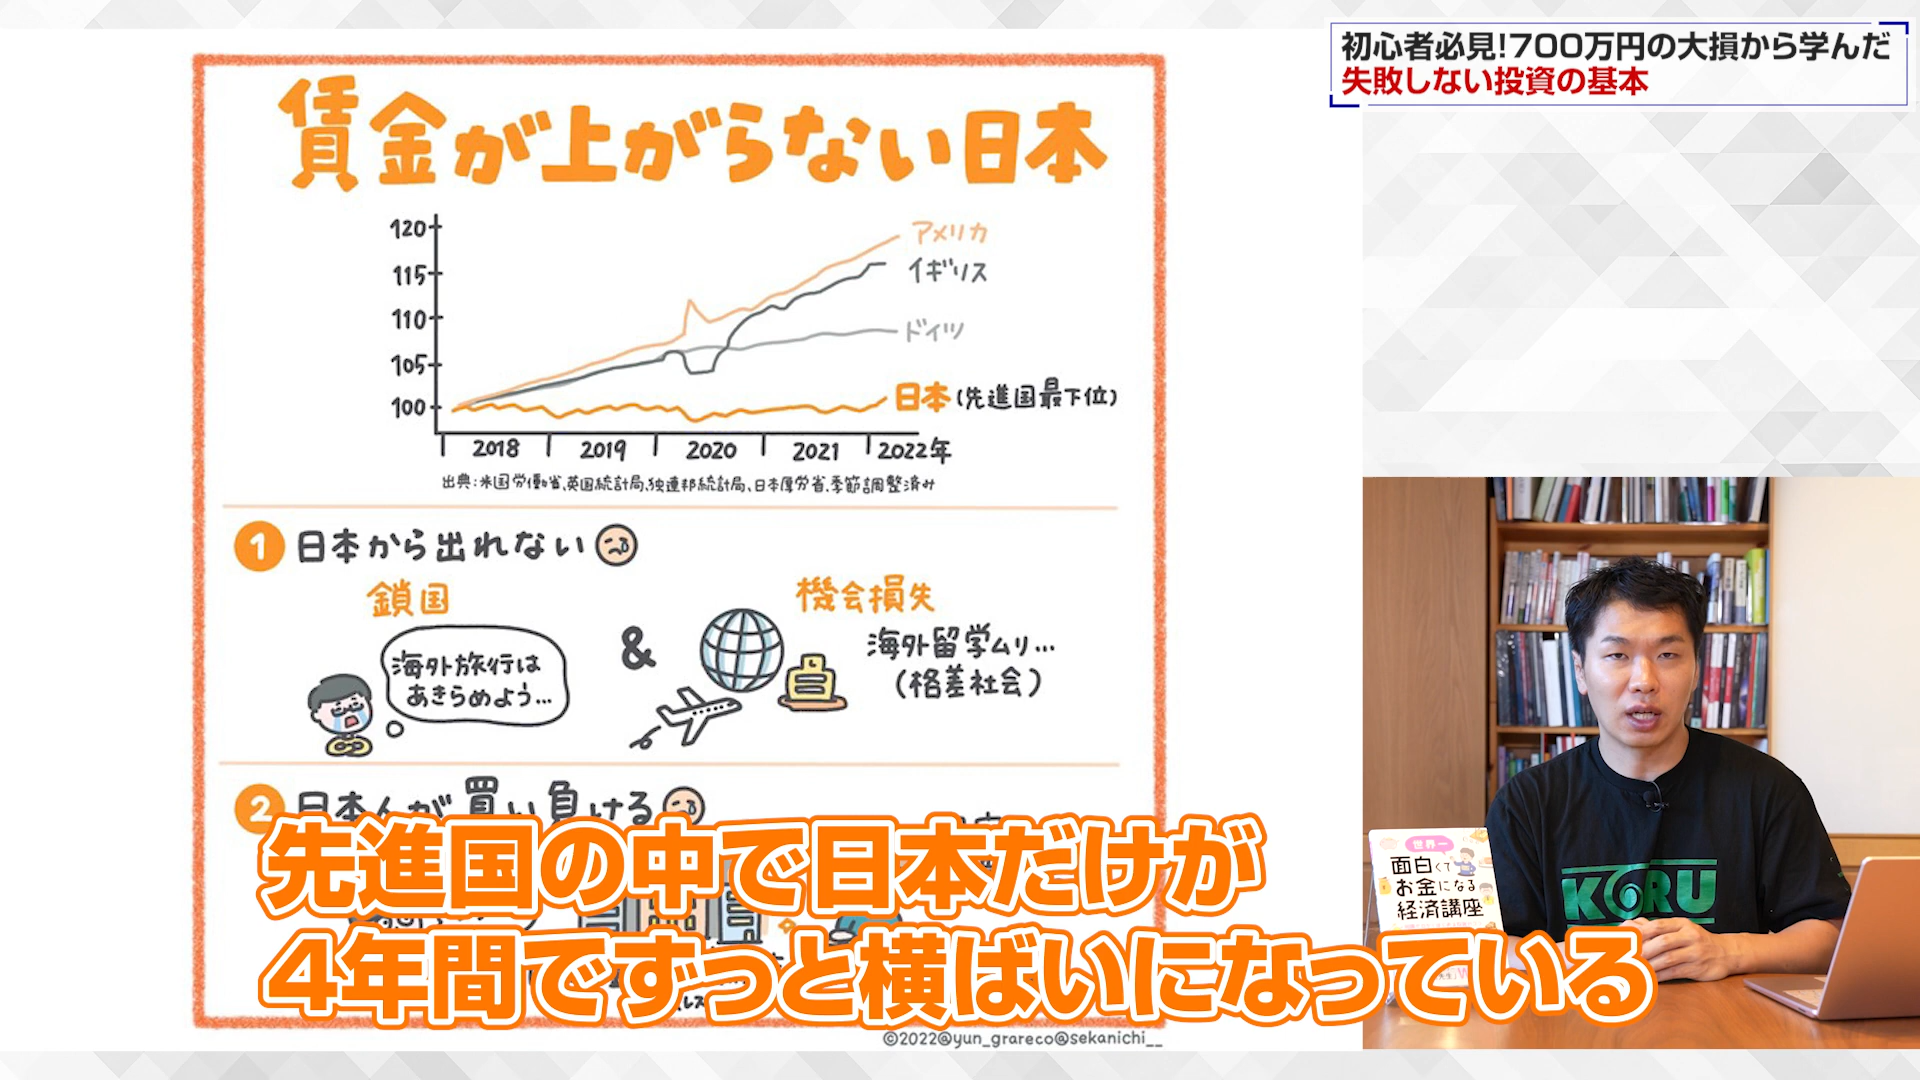 初心者必見!700万円の大損から学んだ
失敗しない投資の基本
賃金が上がらない日本
120
115
110
105
100
アメリカ
イギリス
ドイツ
日本(先進国最下位)
2018 2019 2020 2021 2022年
出典:米国労働省、英国統計局、独連邦統計局、日本厚労省、季節調整済み
1 日本から出れない
鎖国
海外旅行は
あきらめよう…
&
機会損失
海外留学ムリ…
(格差社会)
2 日本人が買い負ける
先進国の中で日本だけが
4年間でずっと横ばいになっている
©2022@yun_grareco@sekanichi__
世界一
面白くて
お金になる
経済講座
KORU